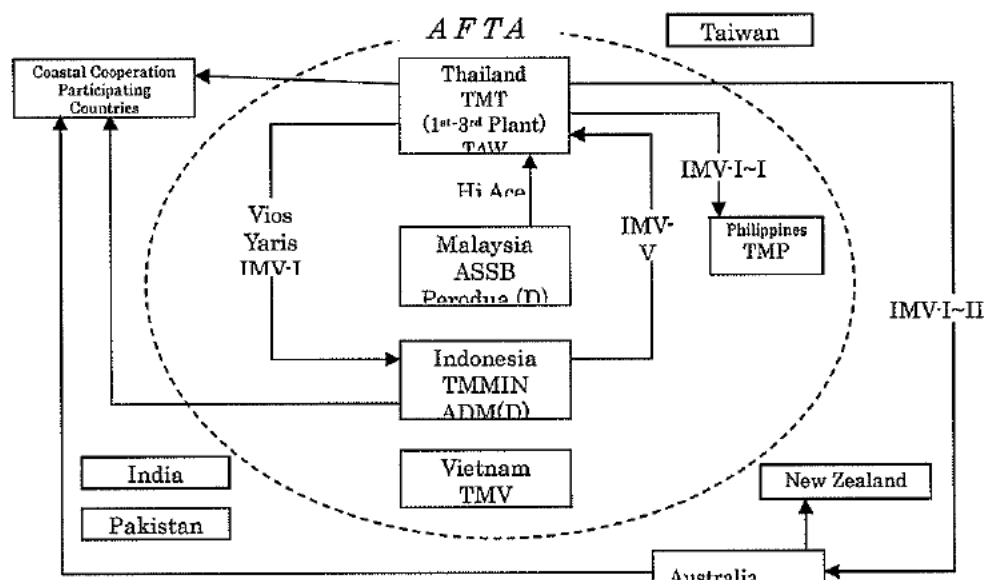 AFTA
Taiwan
Coastal Cooperation
Participating
Countries
Thailand
TMT
(1st-3rd Plant)
TAW
IMV-I~I
Hi Ace
Vios
Yaris
IMV-I
Malaysia
ASSB
Perodua (D)
IMV-
V
Philippines
TMP
IMV-I~II
Indonesia
TMMIN
ADM(D)
India
Vietnam
TMV
New Zealand
Pakistan
Australia